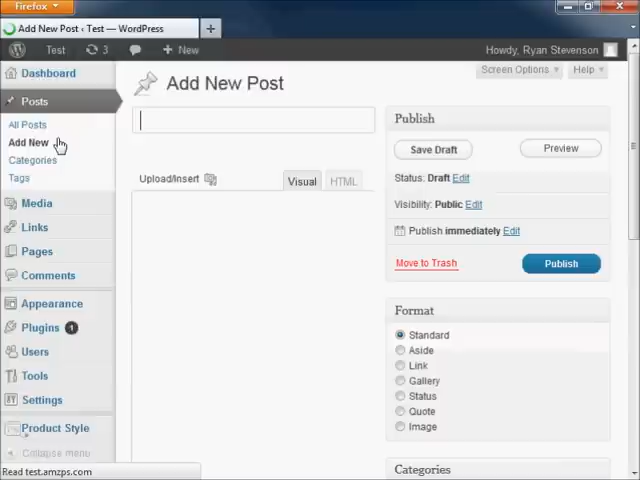 Firefox
Add New Post ‹ Test — WordPress
Test 3 New Howdy, Ryan Stevenson
Dashboard
Posts
All Posts
Add New
Categories
Tags
Media
Links
Pages
Comments
Appearance
Plugins 1
Users
Tools
Settings
Product Style
Collapse menu
Read test.amzps.com
Screen Options Help
Add New Post
Upload/Insert Visual HTML
Publish
Save Draft Preview
Status: Draft Edit
Visibility: Public Edit
Publish immediately Edit
Move to Trash Publish
Format
Standard
Aside
Link
Gallery
Status
Quote
Image
Categories